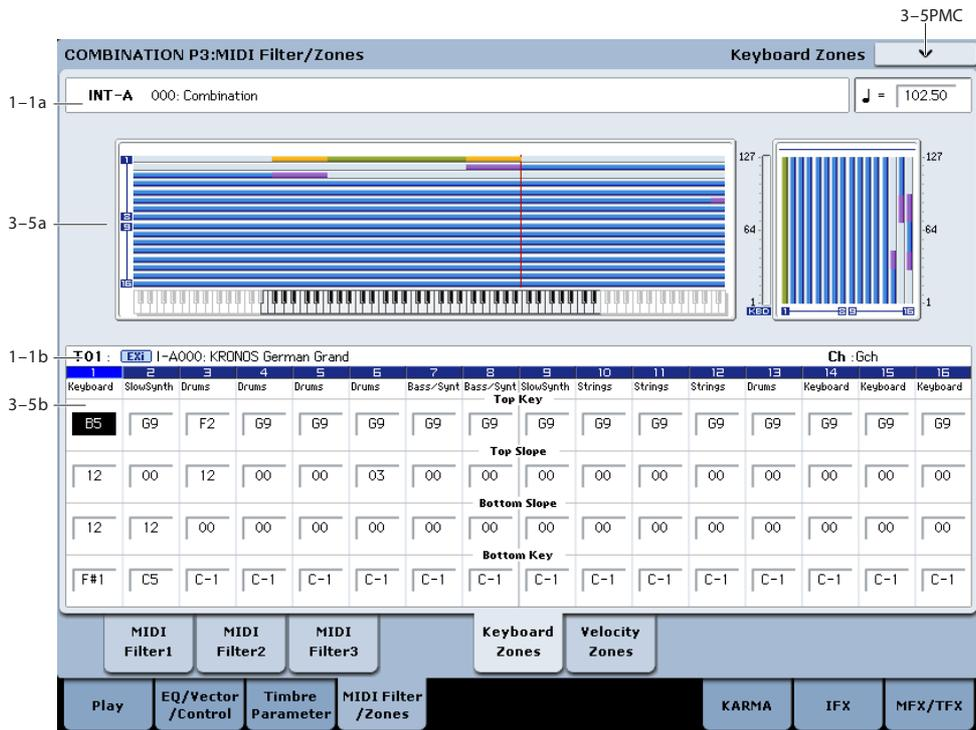 3–5PMC
COMBINATION P3:MIDI Filter/Zones Keyboard Zones
1–1a
INT-A 000: Combination ♩ = 102.50
3–5a
1
8
9
16
127
64
1
KBD
127
64
1
1 8 9 16
1–1b
T01 : EXi I-A000: KRONOS German Grand Ch :Gch
1 2 3 4 5 6 7 8 9 10 11 12 13 14 15 16
Keyboard SlowSynth Drums Drums Drums Drums Bass/Synt Bass/Synt SlowSynth Strings Strings Strings Drums Keyboard Keyboard Keyboard
3–5b
Top Key
B5 G9 F2 G9 G9 G9 G9 G9 G9 G9 G9 G9 G9 G9 G9 G9
Top Slope
12 00 12 00 00 03 00 00 00 00 00 00 00 00 00 00
Bottom Slope
12 12 00 00 00 00 00 00 00 00 00 00 00 00 00 00
Bottom Key
F#1 C5 C-1 C-1 C-1 C-1 C-1 C-1 C-1 C-1 C-1 C-1 C-1 C-1 C-1 C-1
MIDI Filter1 MIDI Filter2 MIDI Filter3 Keyboard Zones Velocity Zones
Play EQ/Vector /Control Timbre Parameter MIDI Filter /Zones KARMA IFX MFX/TFX